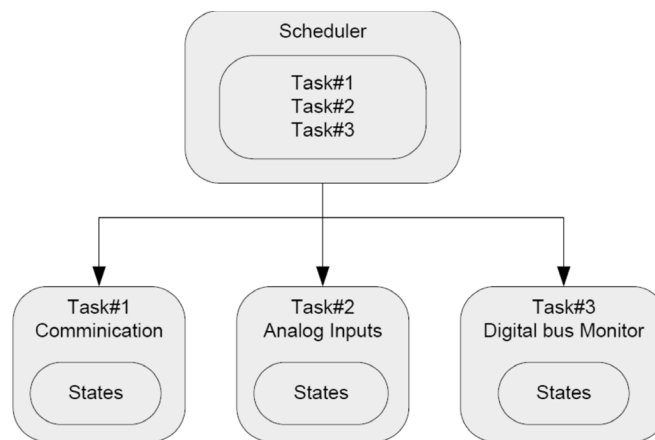 Scheduler
Task#1
Task#2
Task#3
Task#1
Comminication
States
Task#2
Analog Inputs
States
Task#3
Digital bus Monitor
States